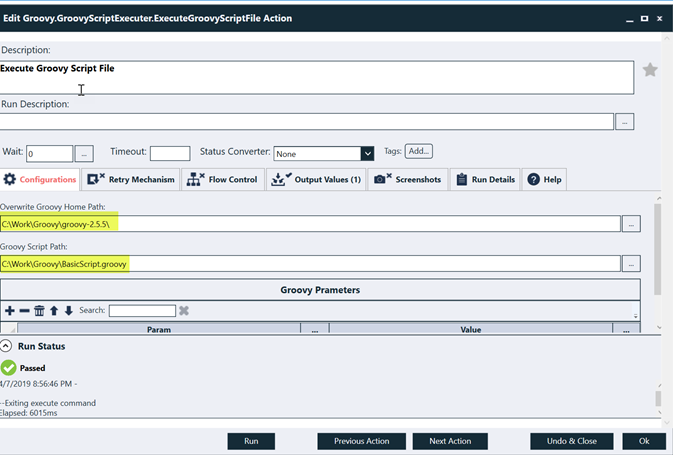 Edit Groovy.GroovyScriptExecuter.ExecuteGroovyScriptFile Action
Description:
Execute Groovy Script File
Run Description:
...
Wait: 0 ... Timeout: Status Converter: None Tags: Add...
Configurations Retry Mechanism Flow Control Output Values (1) Screenshots Run Details Help
Overwrite Groovy Home Path:
C:\Work\Groovy\groovy-2.5.5\ ...
Groovy Script Path:
C:\Work\Groovy\BasicScript.groovy ...
Groovy Prameters
Search:
Param ... Value ...
Run Status
Passed
4/7/2019 8:56:46 PM -
--Exiting execute command
Elapsed: 6015ms
Run Previous Action Next Action Undo & Close Ok